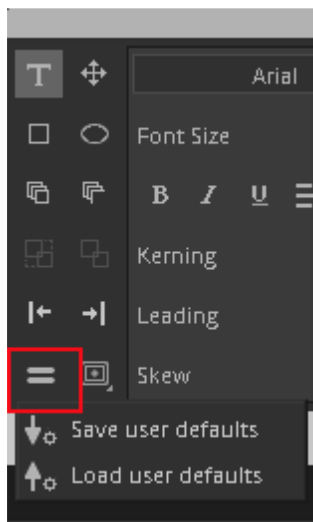 T
Arial
Font Size
B I U
Kerning
Leading
Skew
Save user defaults
Load user defaults